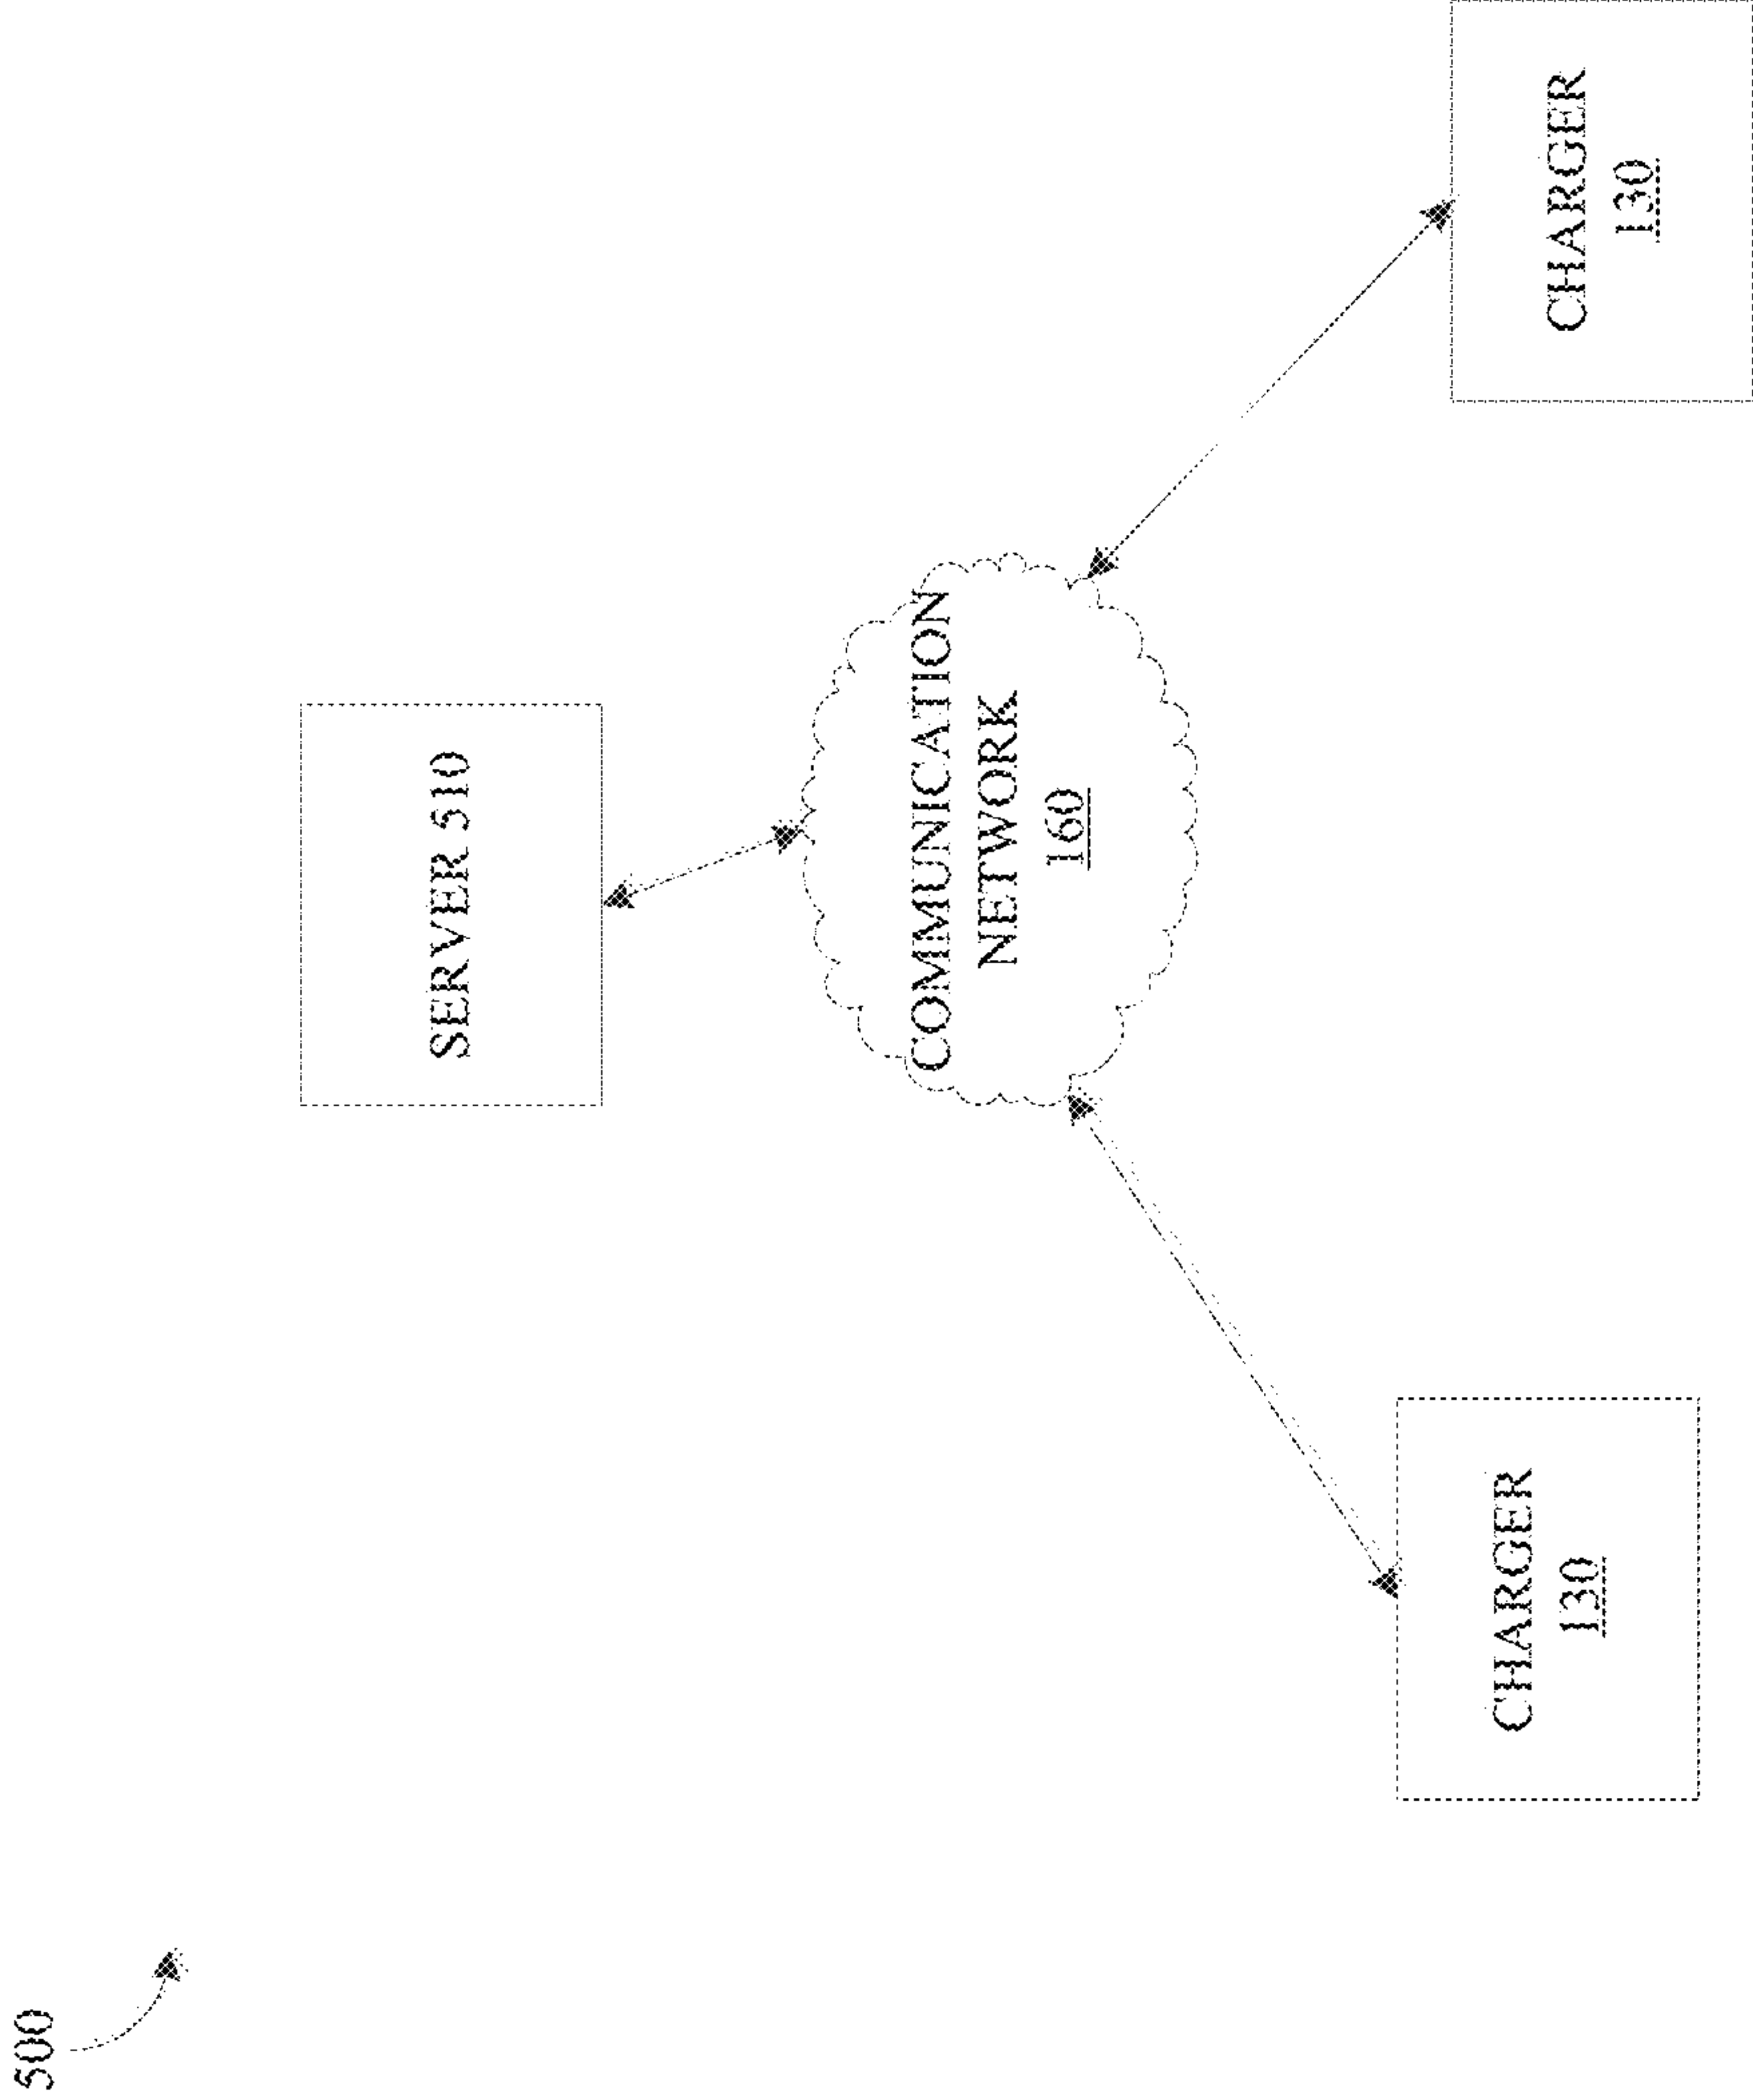 500
SERVER 510
COMMUNICATION
NETWORK
160
CHARGER
130
CHARGER
130